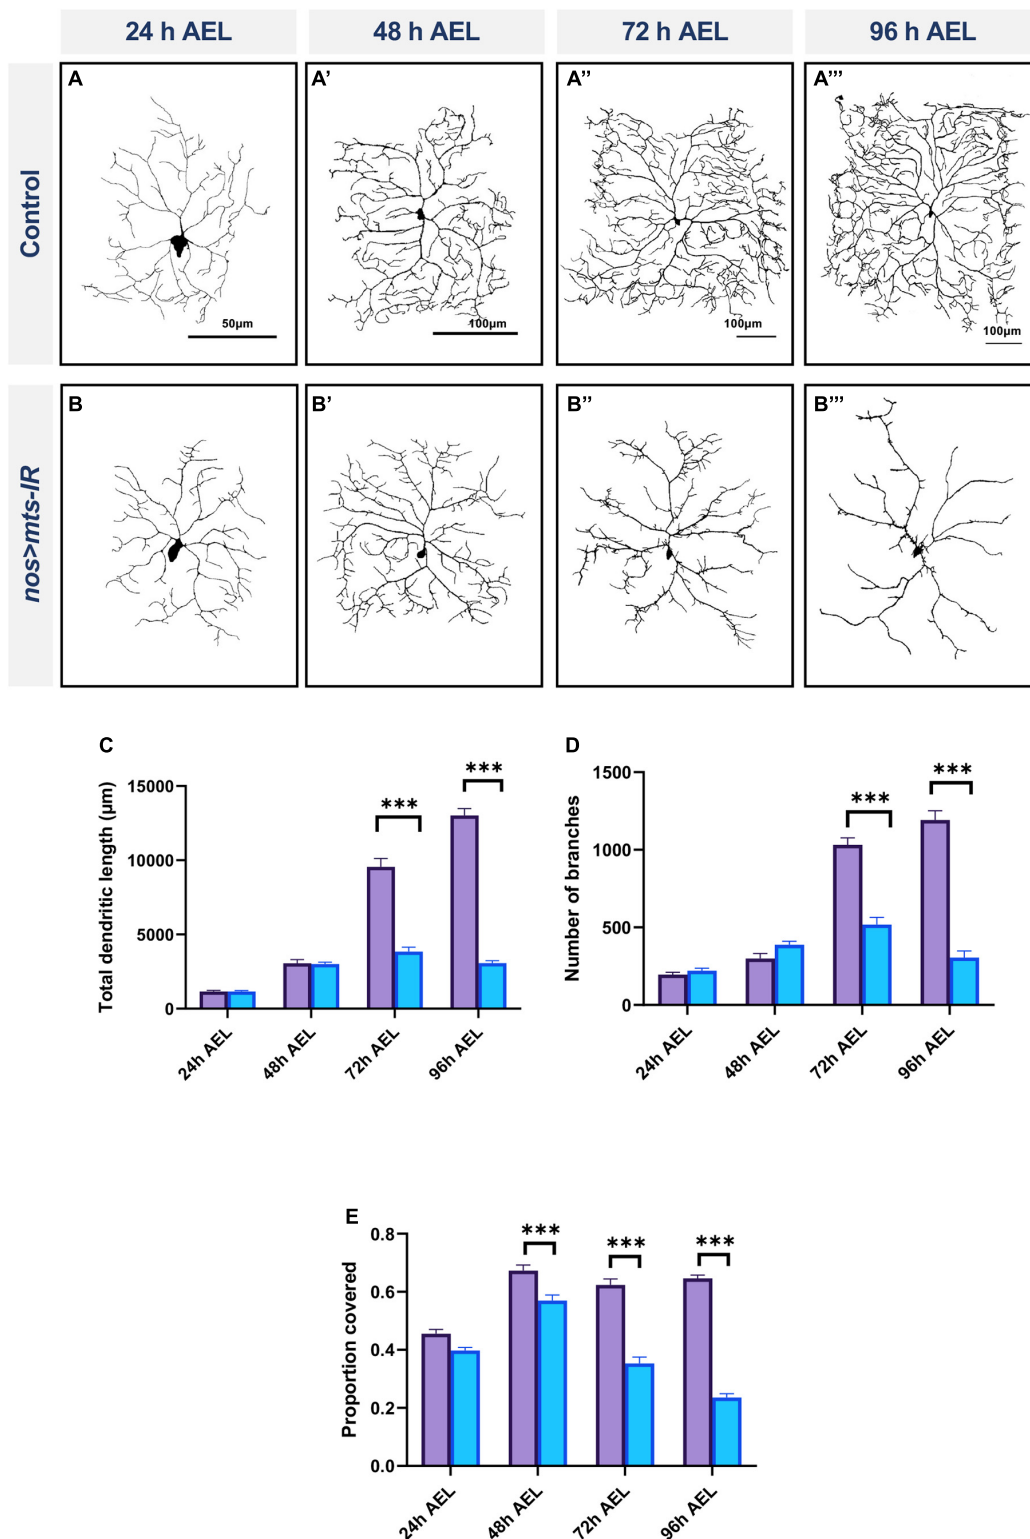 24 h AEL
48 h AEL
72 h AEL
96 h AEL
Control
A
50µm
A'
100µm
A''
100µm
A'''
100µm
nos>mts-IR
B
B'
B''
B'''
C
Total dendritic length (µm)
15000
10000
5000
0
***
***
24h AEL
48h AEL
72h AEL
96h AEL
D
Number of branches
1500
1000
500
0
***
***
24h AEL
48h AEL
72h AEL
96h AEL
E
Proportion covered
0.8
0.6
0.4
0.2
0.0
***
***
***
24h AEL
48h AEL
72h AEL
96h AEL